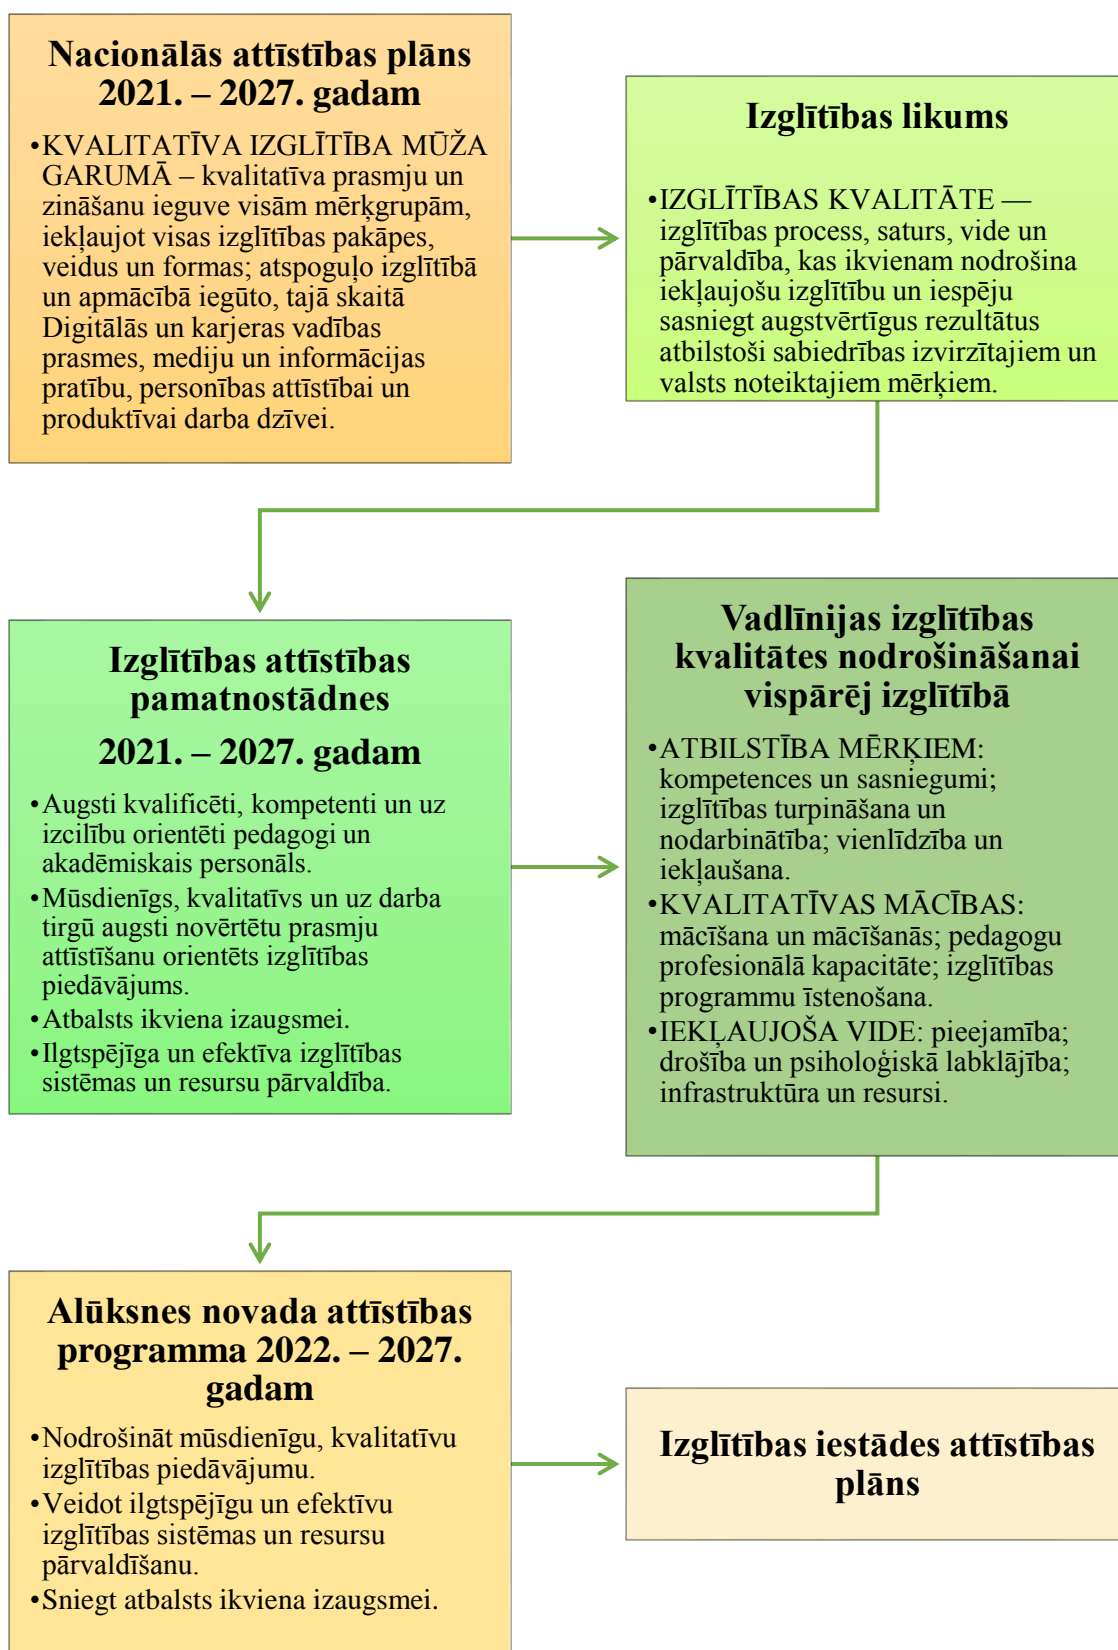 Nacionālās attīstības plāns
2021. – 2027. gadam
•KVALITATĪVA IZGLĪTĪBA MŪŽA
GARUMĀ – kvalitatīva prasmju un
zināšanu ieguve visām mērķgrupām,
iekļaujot visas izglītības pakāpes,
veidus un formas; atspoguļo izglītībā
un apmācībā iegūto, tajā skaitā
Digitālās un karjeras vadības
prasmes, mediju un informācijas
pratību, personības attīstībai un
produktīvai darba dzīvei.
Izglītības likums
•IZGLĪTĪBAS KVALITĀTE —
izglītības process, saturs, vide un
pārvaldība, kas ikvienam nodrošina
iekļaujošu izglītību un iespēju
sasniegt augstvērtīgus rezultātus
atbilstoši sabiedrības izvirzītajiem un
valsts noteiktajiem mērķiem.
Izglītības attīstības
pamatnostādnes
2021. – 2027. gadam
•Augsti kvalificēti, kompetenti un uz
izcilību orientēti pedagogi un
akadēmiskais personāls.
•Mūsdienīgs, kvalitatīvs un uz darba
tirgū augsti novērtētu prasmju
attīstīšanu orientēts izglītības
piedāvājums.
•Atbalsts ikviena izaugsmei.
•Ilgtspējīga un efektīva izglītības
sistēmas un resursu pārvaldība.
Vadlīnijas izglītības
kvalitātes nodrošināšanai
vispārēj izglītībā
•ATBILSTĪBA MĒRĶIEM:
kompetences un sasniegumi;
izglītības turpināšana un
nodarbinātība; vienlīdzība un
iekļaušana.
•KVALITATĪVAS MĀCĪBAS:
mācīšana un mācīšanās; pedagogu
profesionālā kapacitāte; izglītības
programmu īstenošana.
•IEKĻAUJOŠA VIDE: pieejamība;
drošība un psiholoģiskā labklājība;
infrastruktūra un resursi.
Alūksnes novada attīstības
programma 2022. – 2027.
gadam
•Nodrošināt mūsdienīgu, kvalitatīvu
izglītības piedāvājumu.
•Veidot ilgtspējīgu un efektīvu
izglītības sistēmas un resursu
pārvaldīšanu.
•Sniegt atbalsts ikviena izaugsmei.
Izglītības iestādes attīstības
plāns